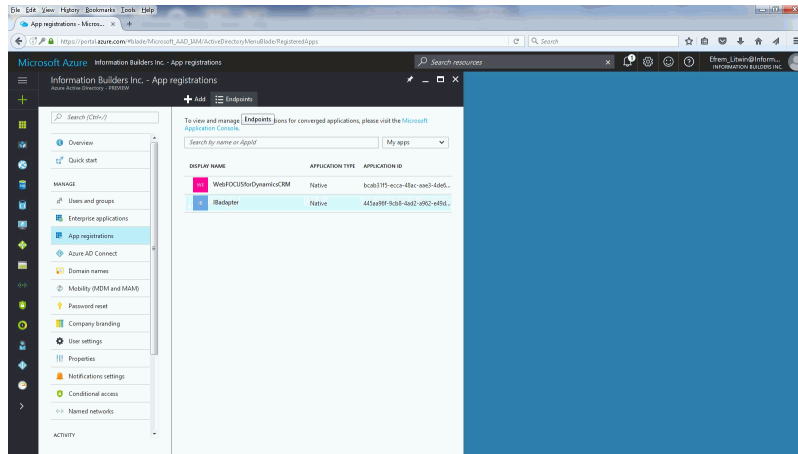 File Edit View History Bookmarks Tools Help
App registrations - Micros... × +
https://portal.azure.com/#blade/Microsoft_AAD_IAM/ActiveDirectoryMenuBlade/RegisteredApps
Search
Microsoft Azure Information Builders Inc. - App registrations
Search resources
Efrem_Litwin@Inform...
INFORMATION BUILDERS INC.
Information Builders Inc. - App registrations
Azure Active Directory - PREVIEW
Search (Ctrl+/)
Overview
Quick start
MANAGE
Users and groups
Enterprise applications
App registrations
Azure AD Connect
Domain names
Mobility (MDM and MAM)
Password reset
Company branding
User settings
Properties
Notifications settings
Conditional access
Named networks
ACTIVITY
Add Endpoints
Endpoints
To view and manage ions for converged applications, please visit the Microsoft
Application Console.
Search by name or AppId My apps
DISPLAY NAME APPLICATION TYPE APPLICATION ID
WE WebFOCUSforDynamicsCRM Native bcab31f5-ecca-48ac-aae3-4de6...
IBadapter Native 445aa98f-9cb8-4ad2-a962-e49d...